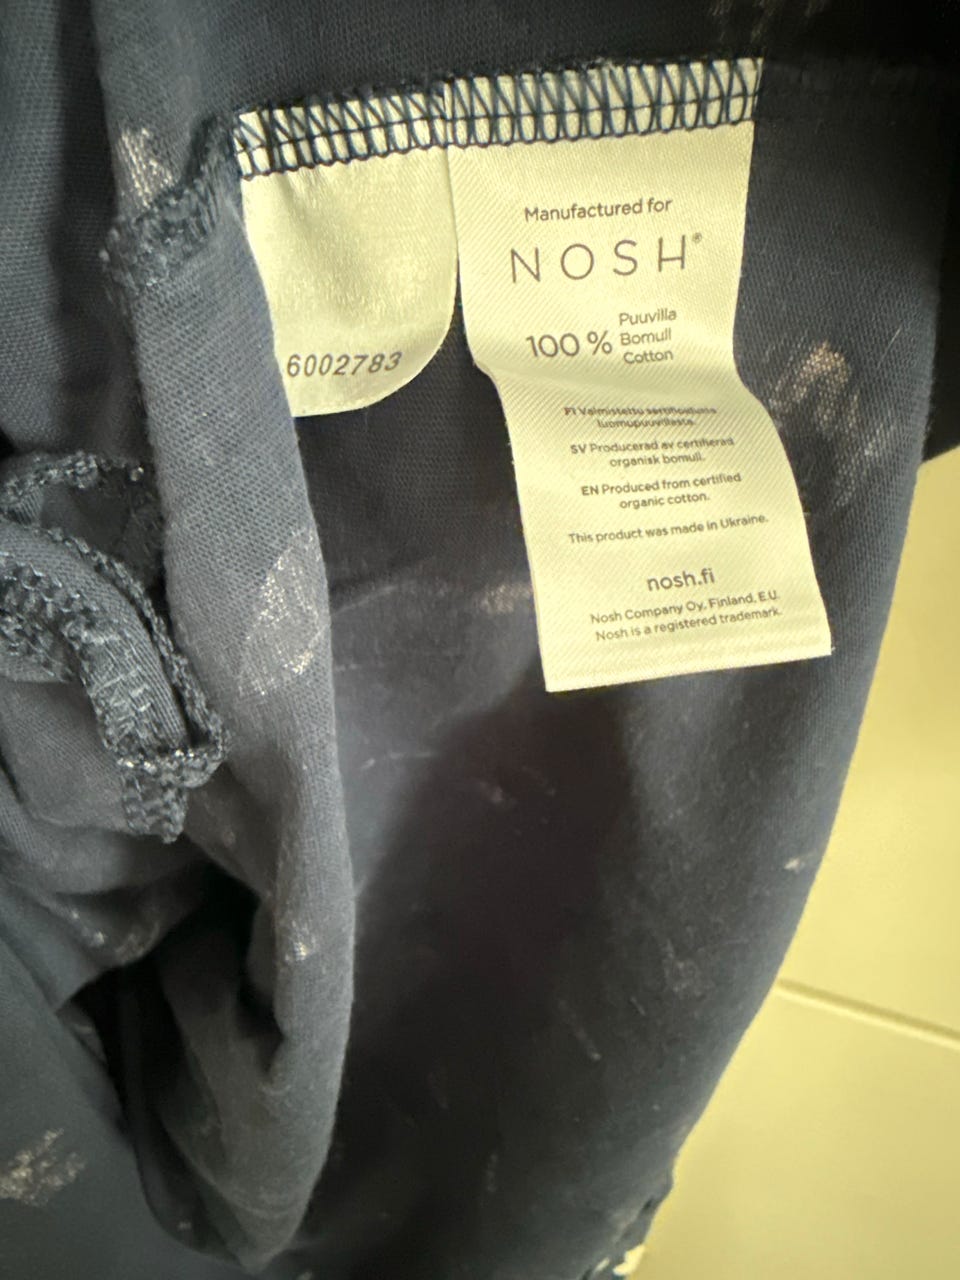 6002783
Manufactured for
NOSH®
100 %
Puuvilla
Bomull
Cotton
FI Valmistettu sertifioidusta
luomupuuvillasta.
SV Producerad av certifierad
organisk bomull.
EN Produced from certified
organic cotton.
This product was made in Ukraine.
nosh.fi
Nosh Company Oy, Finland, E.U.
Nosh is a registered trademark.